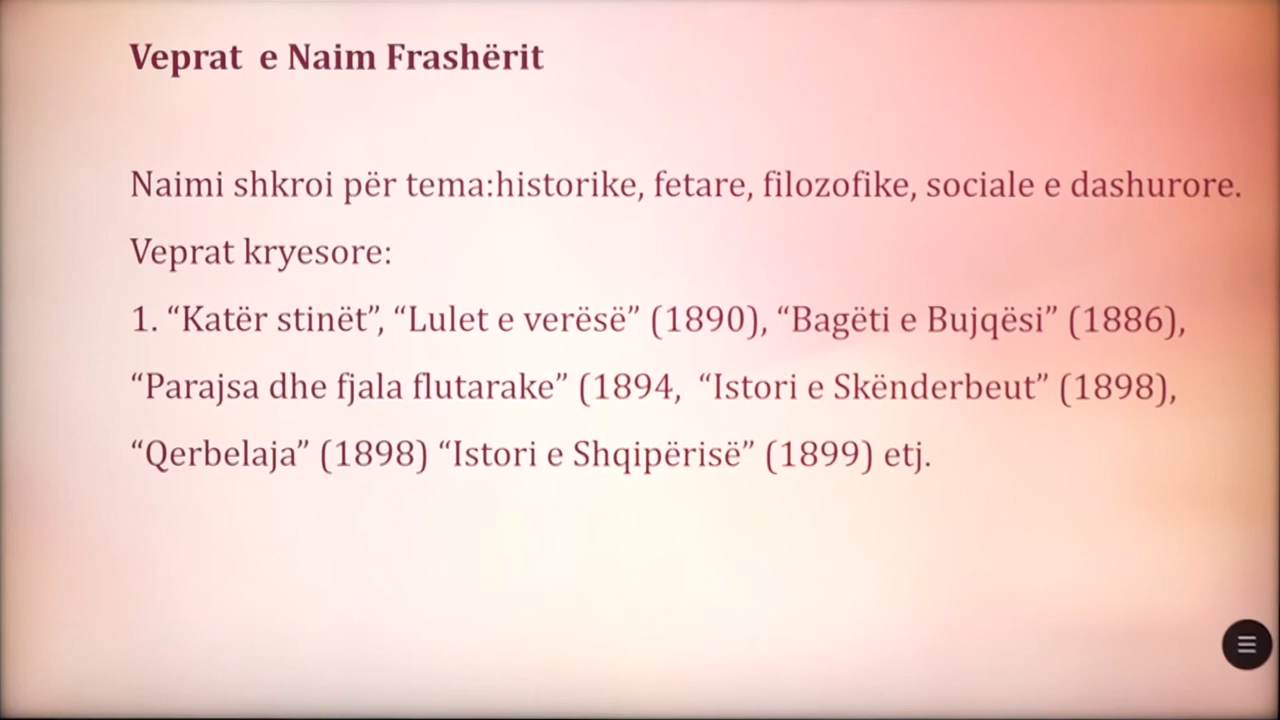 Veprat e Naim Frashërit
Naimi shkroi për tema:historike, fetare, filozofike, sociale e dashurore.
Veprat kryesore:
1. “Katër stinët”, “Lulet e verësë” (1890), “Bagëti e Bujqësi” (1886),
“Parajsa dhe fjala flutarake” (1894, “Istori e Skënderbeut” (1898),
“Qerbelaja” (1898) “Istori e Shqipërisë” (1899) etj.